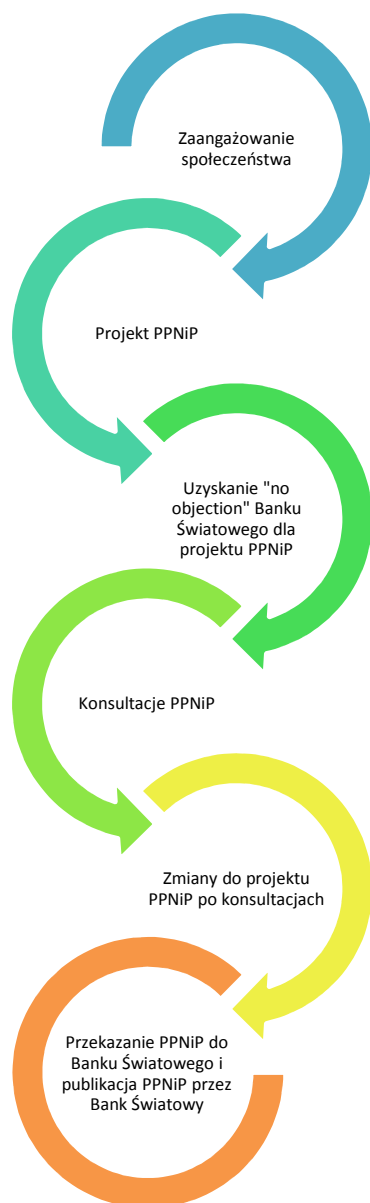 Zaangażowanie
społeczeństwa
Projekt PPNiP
Uzyskanie "no
objection" Banku
Światowego dla
projektu PPNiP
Konsultacje PPNiP
Zmiany do projektu
PPNiP po konsultacjach
Przekazanie PPNiP do
Banku Światowego i
publikacja PPNiP przez
Bank Światowy